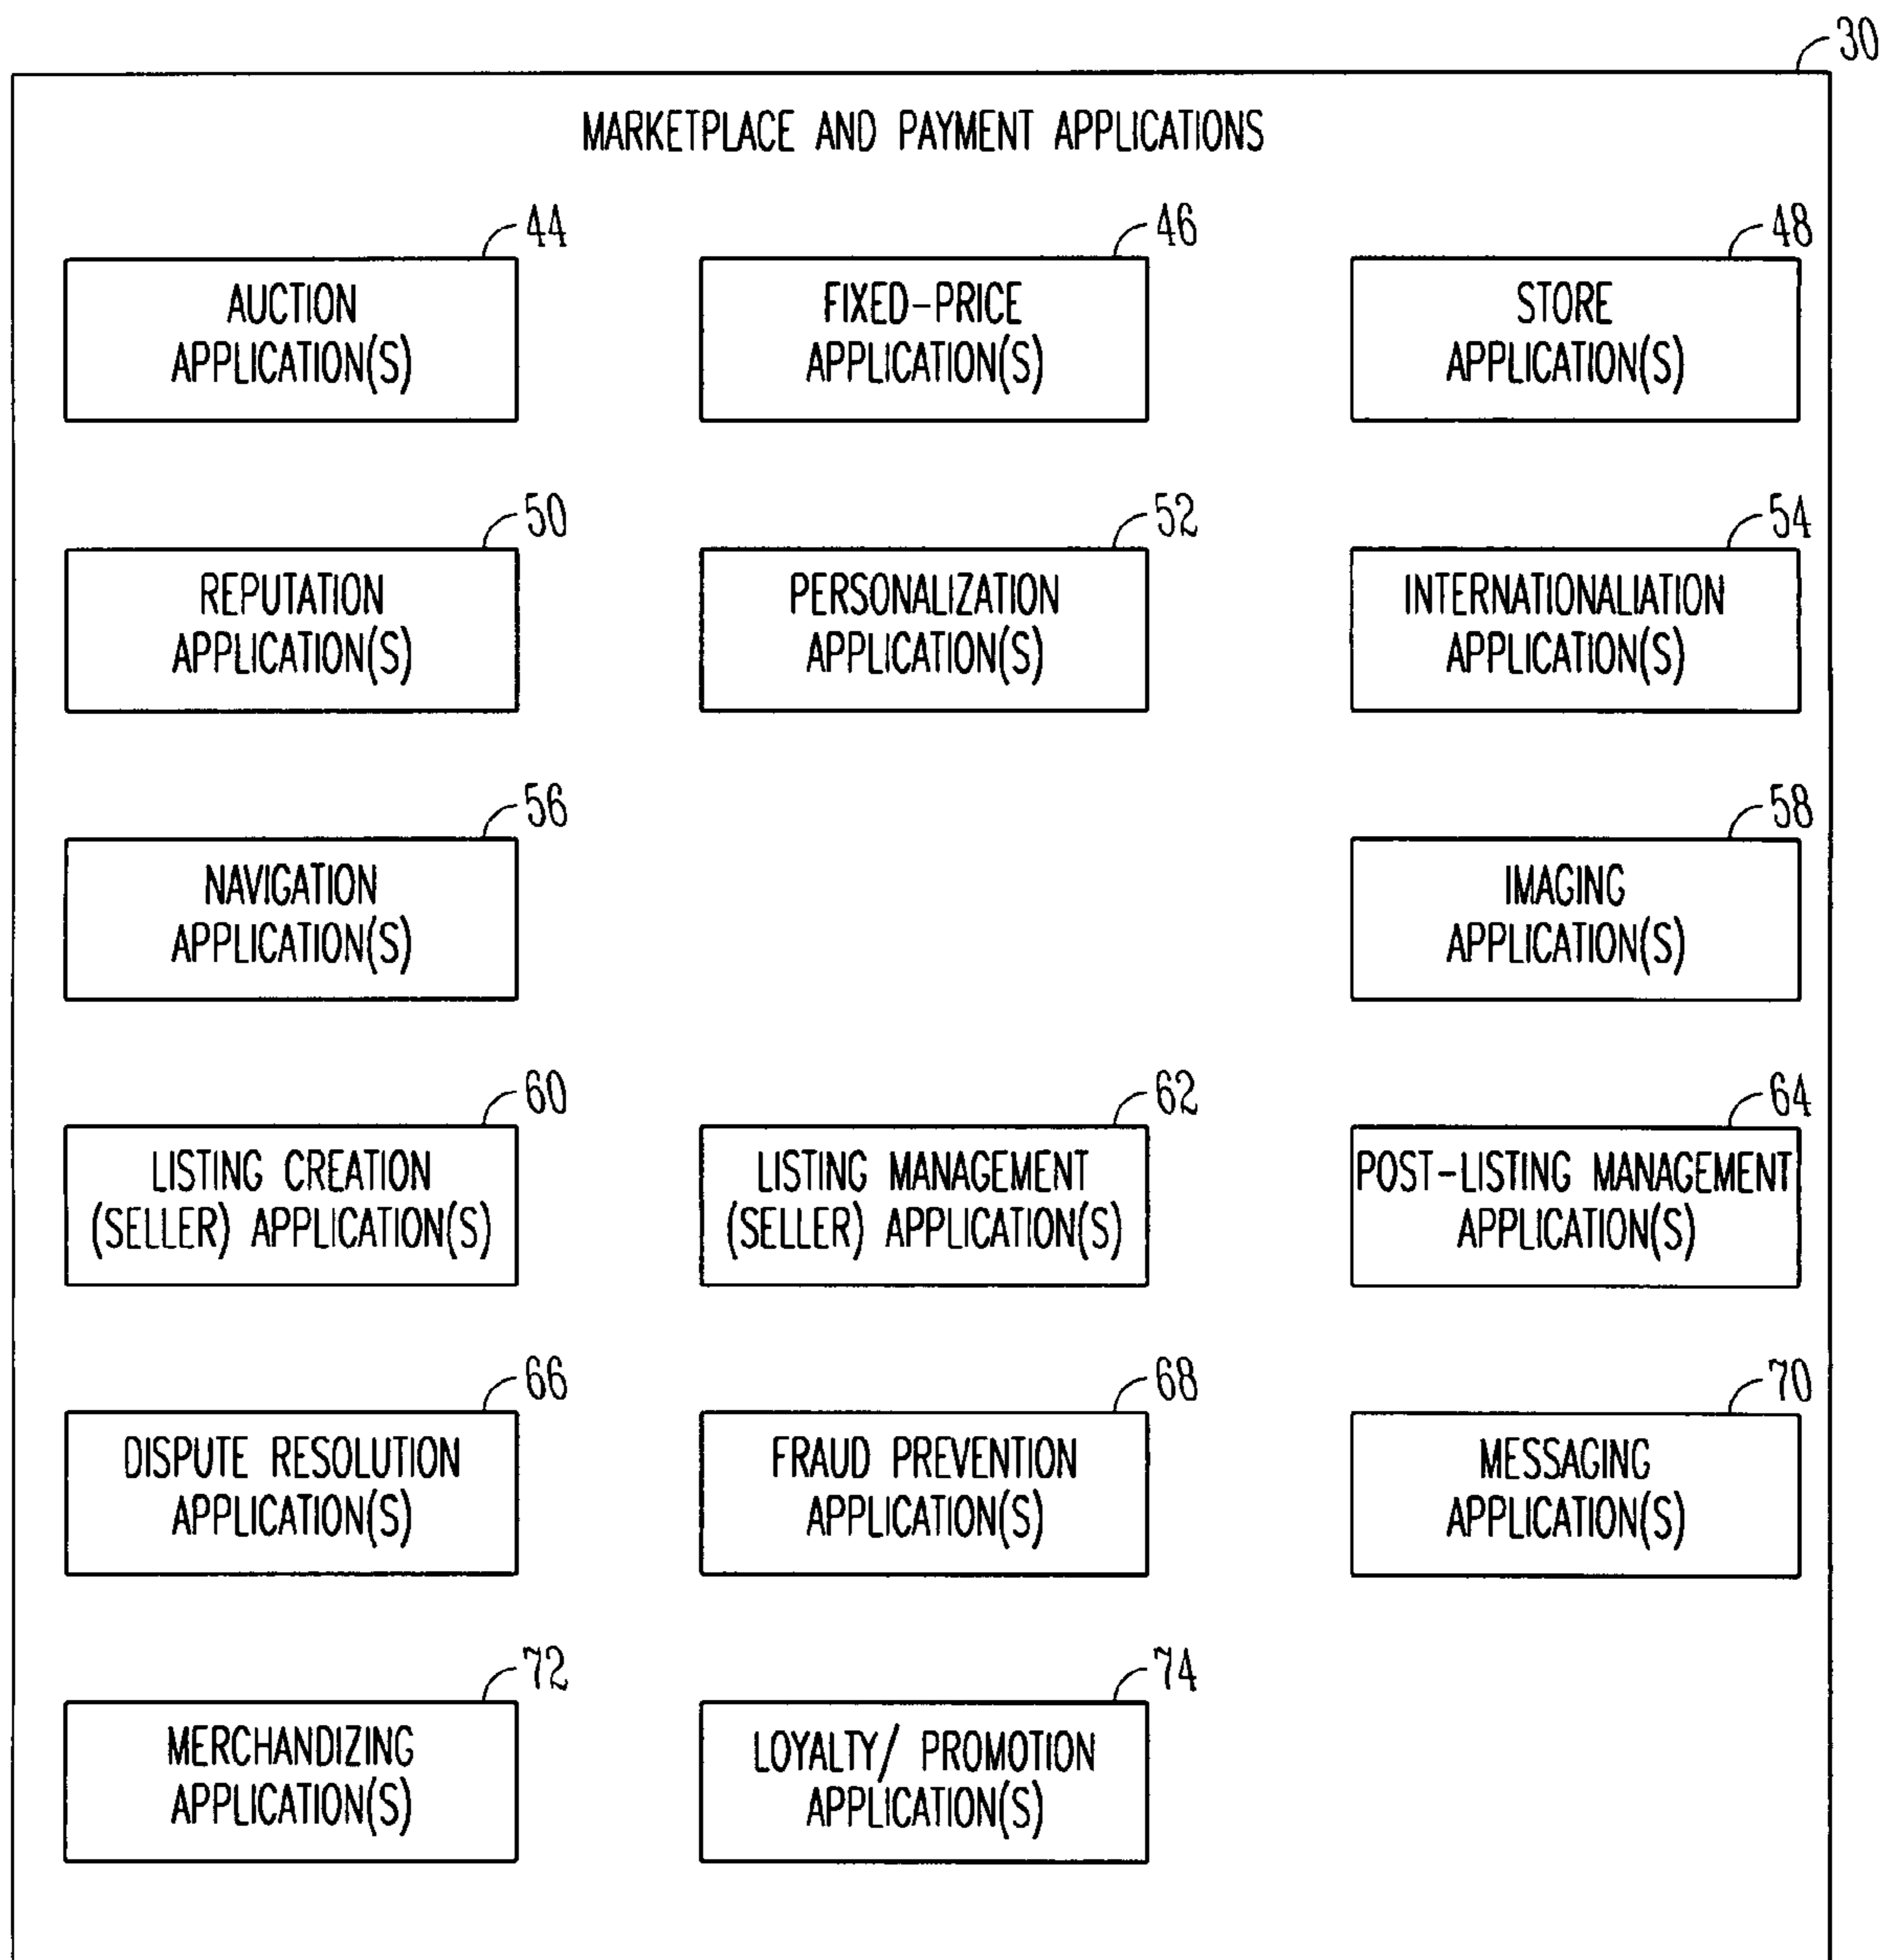 30
MARKETPLACE AND PAYMENT APPLICATIONS
44
AUCTION
APPLICATION(S)
46
FIXED-PRICE
APPLICATION(S)
48
STORE
APPLICATION(S)
50
REPUTATION
APPLICATION(S)
52
PERSONALIZATION
APPLICATION(S)
54
INTERNATIONALIATION
APPLICATION(S)
56
NAVIGATION
APPLICATION(S)
58
IMAGING
APPLICATION(S)
60
LISTING CREATION
(SELLER) APPLICATION(S)
62
LISTING MANAGEMENT
(SELLER) APPLICATION(S)
64
POST-LISTING MANAGEMENT
APPLICATION(S)
66
DISPUTE RESOLUTION
APPLICATION(S)
68
FRAUD PREVENTION
APPLICATION(S)
70
MESSAGING
APPLICATION(S)
72
MERCHANDIZING
APPLICATION(S)
74
LOYALTY/ PROMOTION
APPLICATION(S)